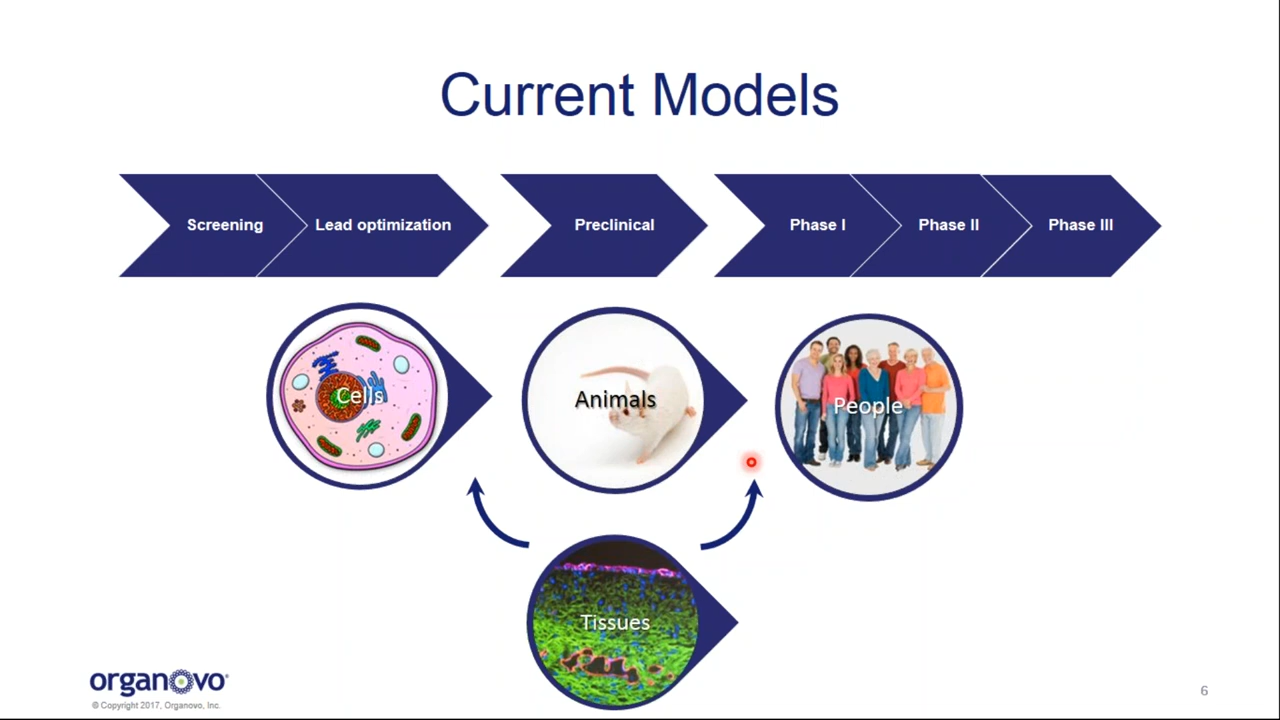 Current Models
Screening
Lead optimization
Preclinical
Phase I
Phase II
Phase III
Cells
Animals
People
Tissues
organovo
© Copyright 2017, Organovo, Inc.
6